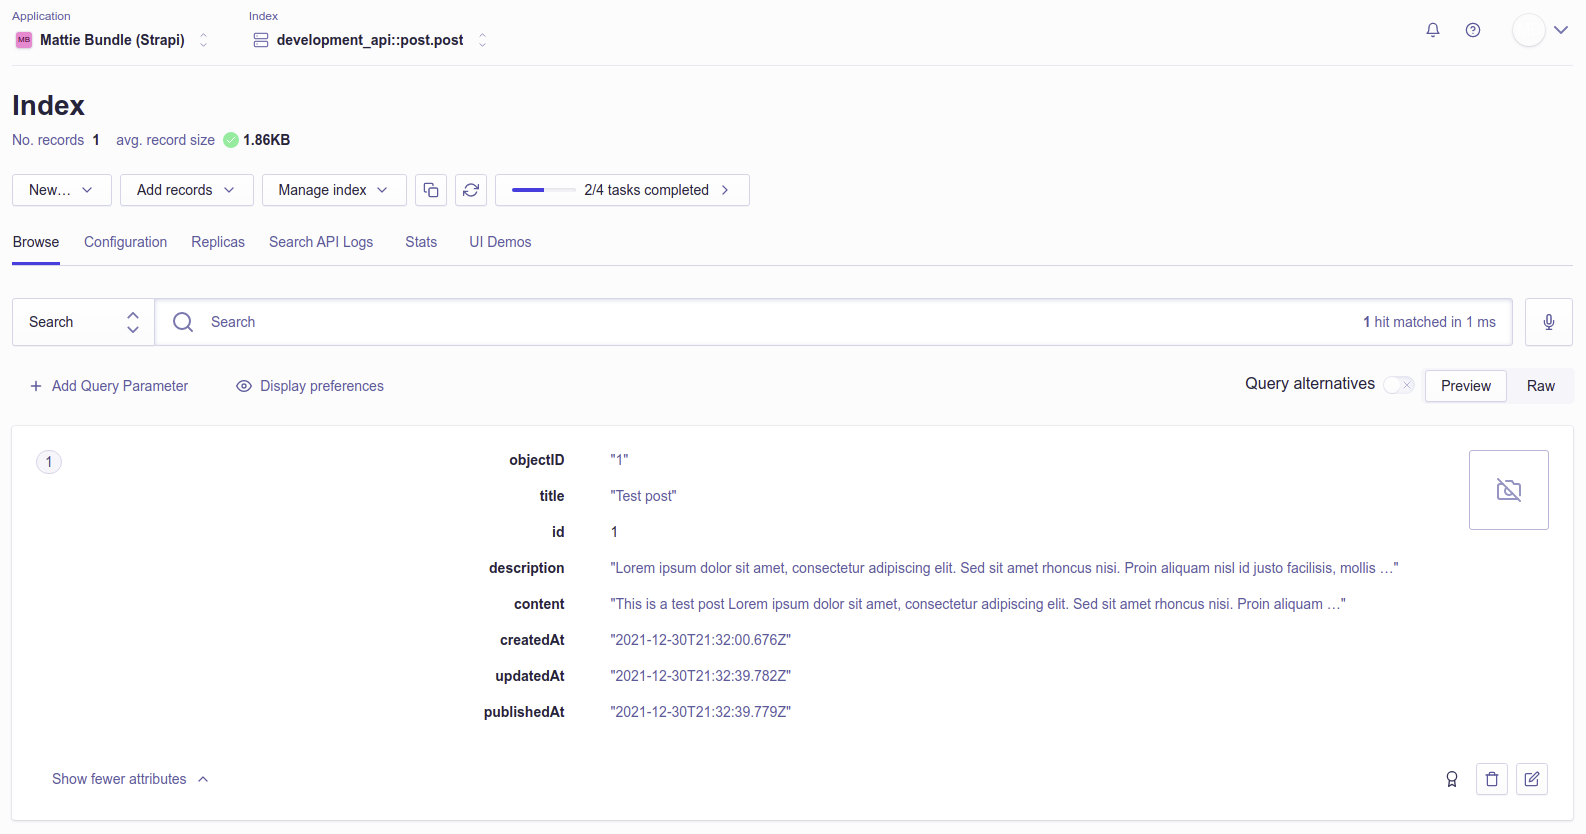 Application
Index
MB Mattie Bundle (Strapi)
development_api::post.post
Index
No. records 1 avg. record size 1.86KB
New… Add records Manage index 2/4 tasks completed
Browse Configuration Replicas Search API Logs Stats UI Demos
Search Search 1 hit matched in 1 ms
Add Query Parameter Display preferences Query alternatives Preview Raw
1 objectID "1"
title "Test post"
id 1
description "Lorem ipsum dolor sit amet, consectetur adipiscing elit. Sed sit amet rhoncus nisi. Proin aliquam nisl id justo facilisis, mollis …"
content "This is a test post Lorem ipsum dolor sit amet, consectetur adipiscing elit. Sed sit amet rhoncus nisi. Proin aliquam …"
createdAt "2021-12-30T21:32:00.676Z"
updatedAt "2021-12-30T21:32:39.782Z"
publishedAt "2021-12-30T21:32:39.779Z"
Show fewer attributes